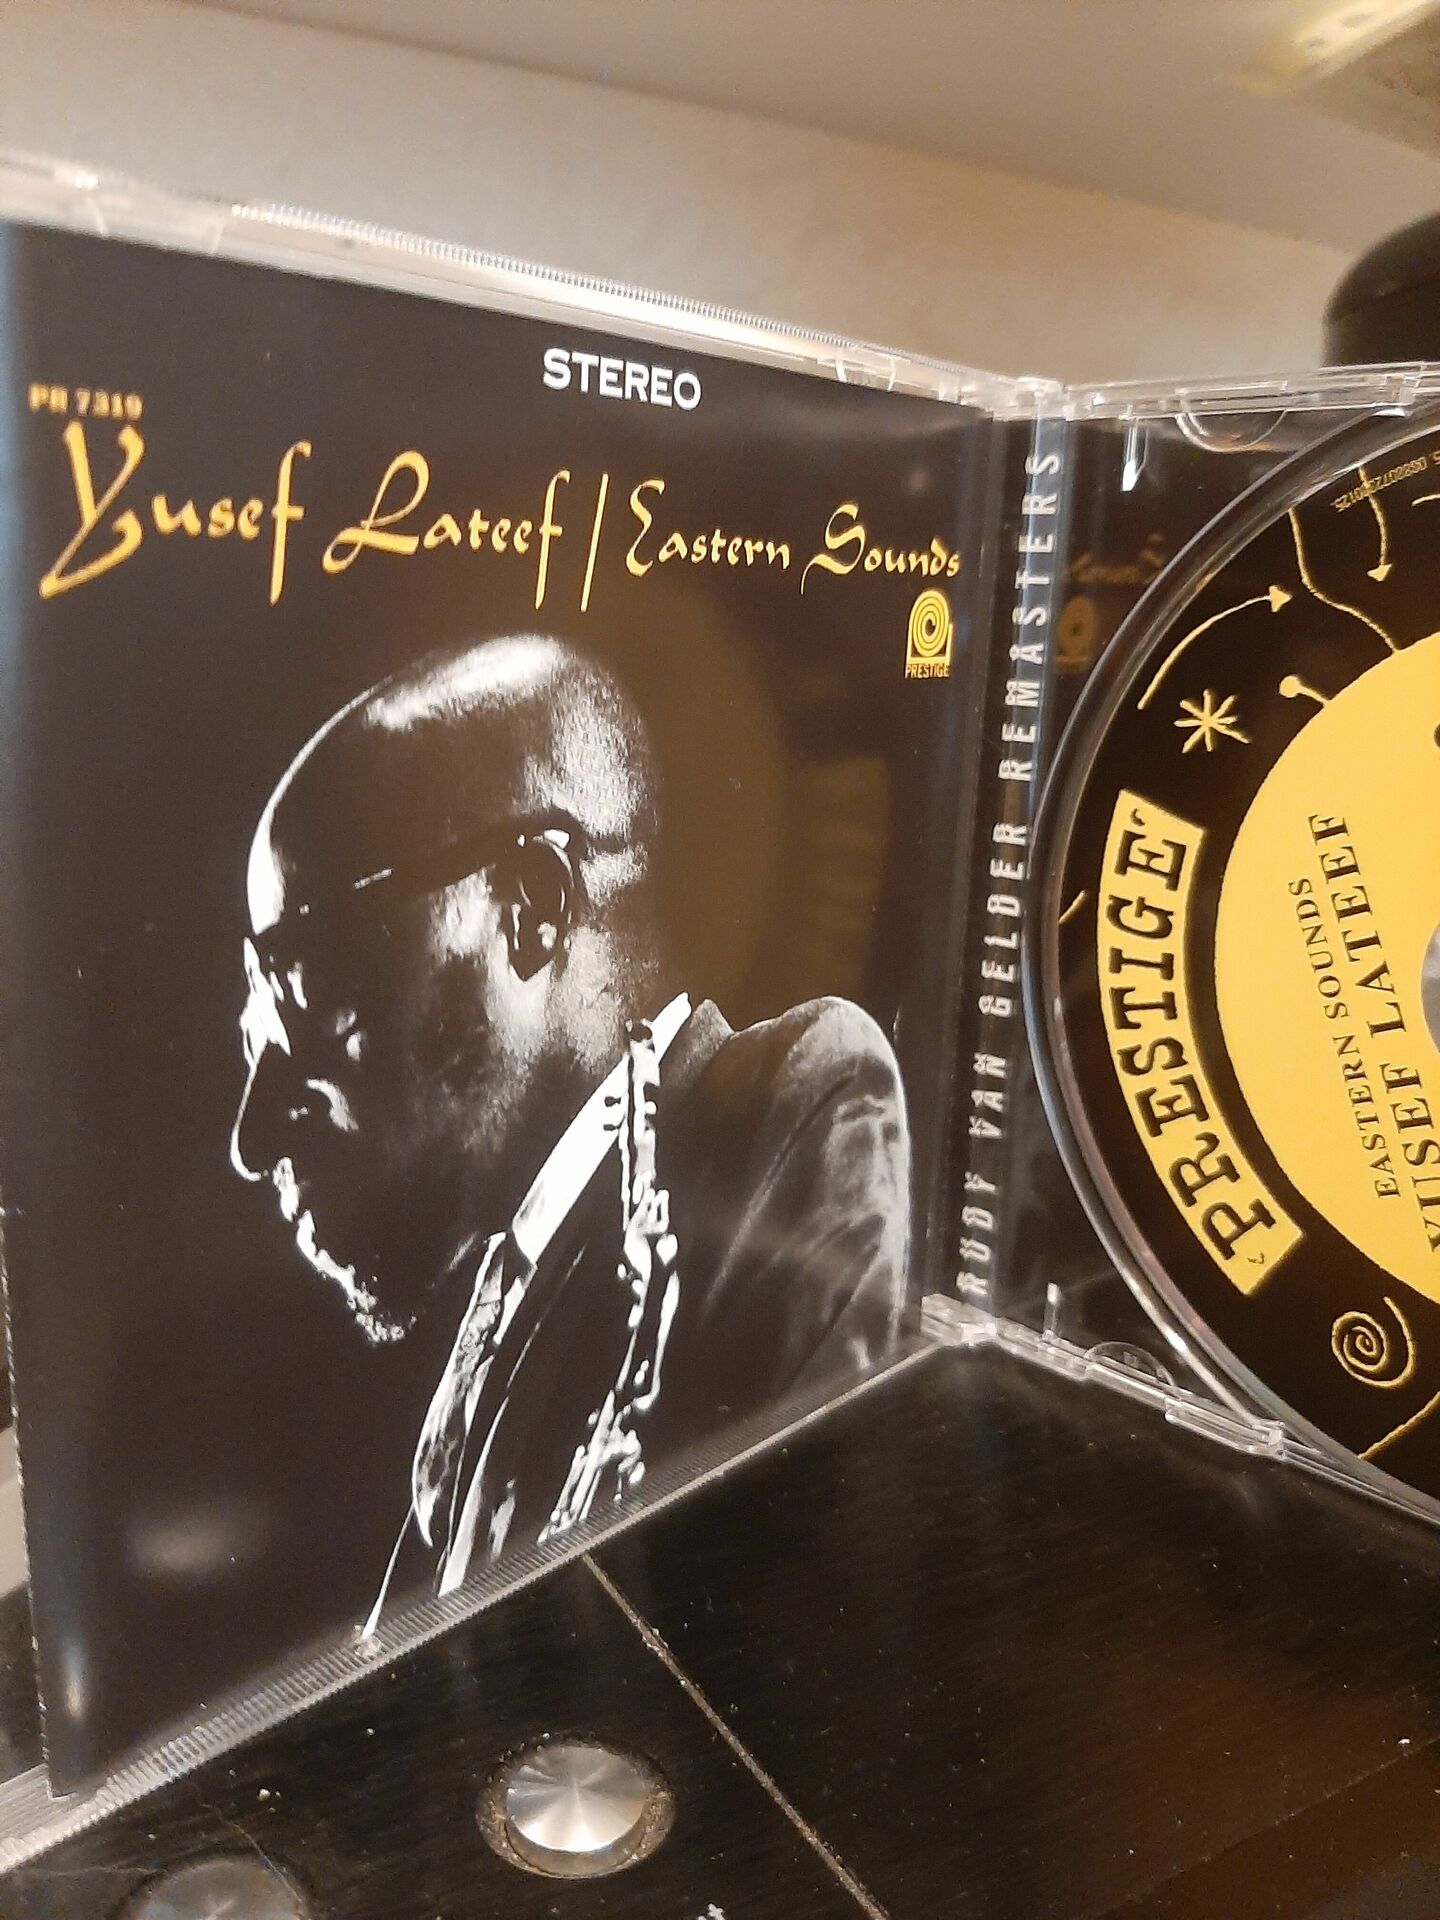 STEREO
PR 7319
Yusef Lateef / Eastern Sounds
PRESTIGE
RUDY VAN GELDER REMASTERS
PRESTIGE
EASTERN SOUNDS
YUSEF LATEEF